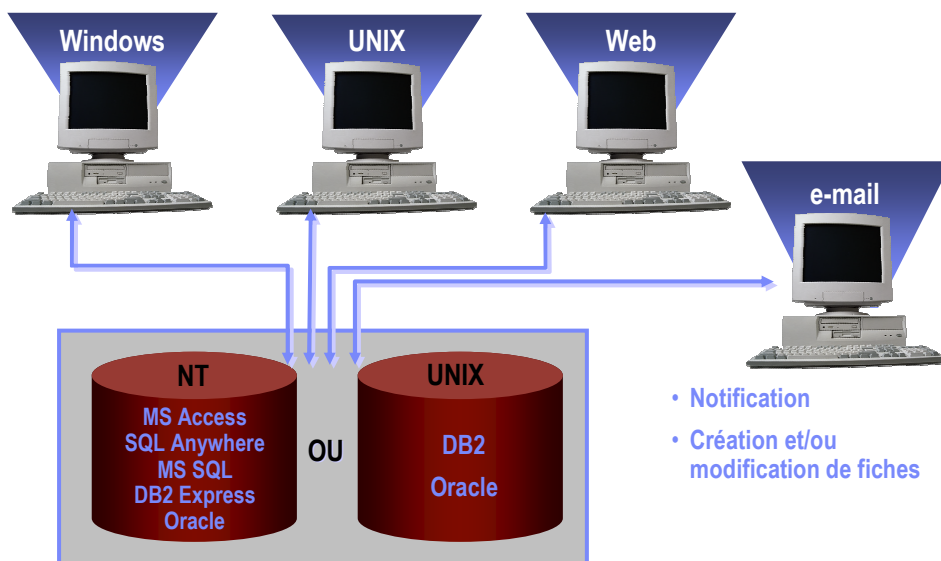 Windows
UNIX
Web
e-mail
NT
MS Access
SQL Anywhere
MS SQL
DB2 Express
Oracle
OU
UNIX
DB2
Oracle
• Notification
• Création et/ou
modification de fiches